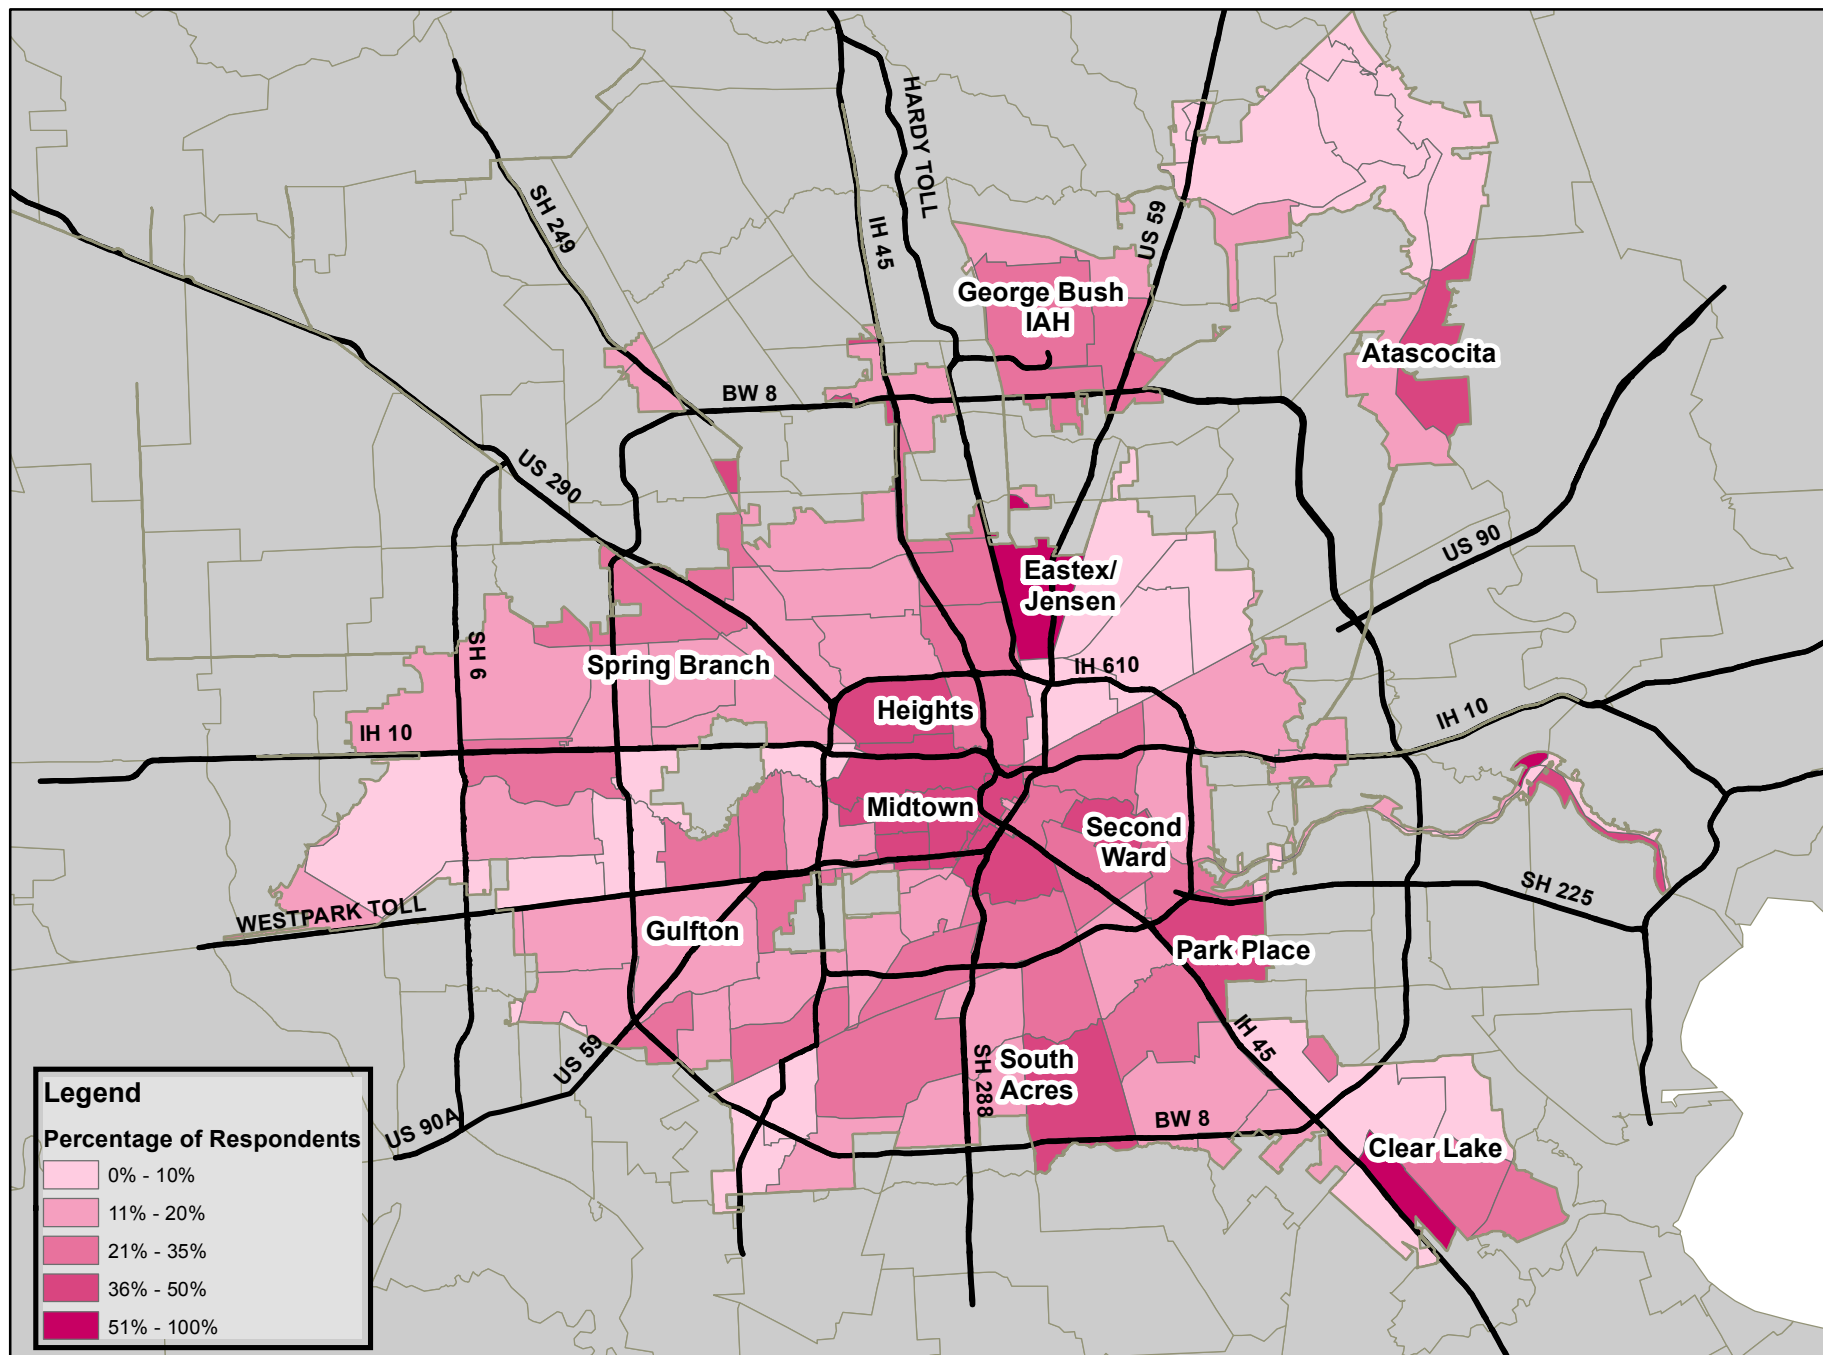 HARDY TOLL
SH 249
IH 45
US 59
George Bush
IAH
Atascocita
BW 8
US 290
US 90
Eastex/
Jensen
SH 6
Spring Branch
IH 610
Heights
IH 10
IH 10
Midtown
Second
Ward
SH 225
WESTPARK TOLL
Gulfton
Park Place
IH 45
US 59
SH 288
South
Acres
BW 8
US 90A
Clear Lake
Legend
Percentage of Respondents
0% - 10%
11% - 20%
21% - 35%
36% - 50%
51% - 100%